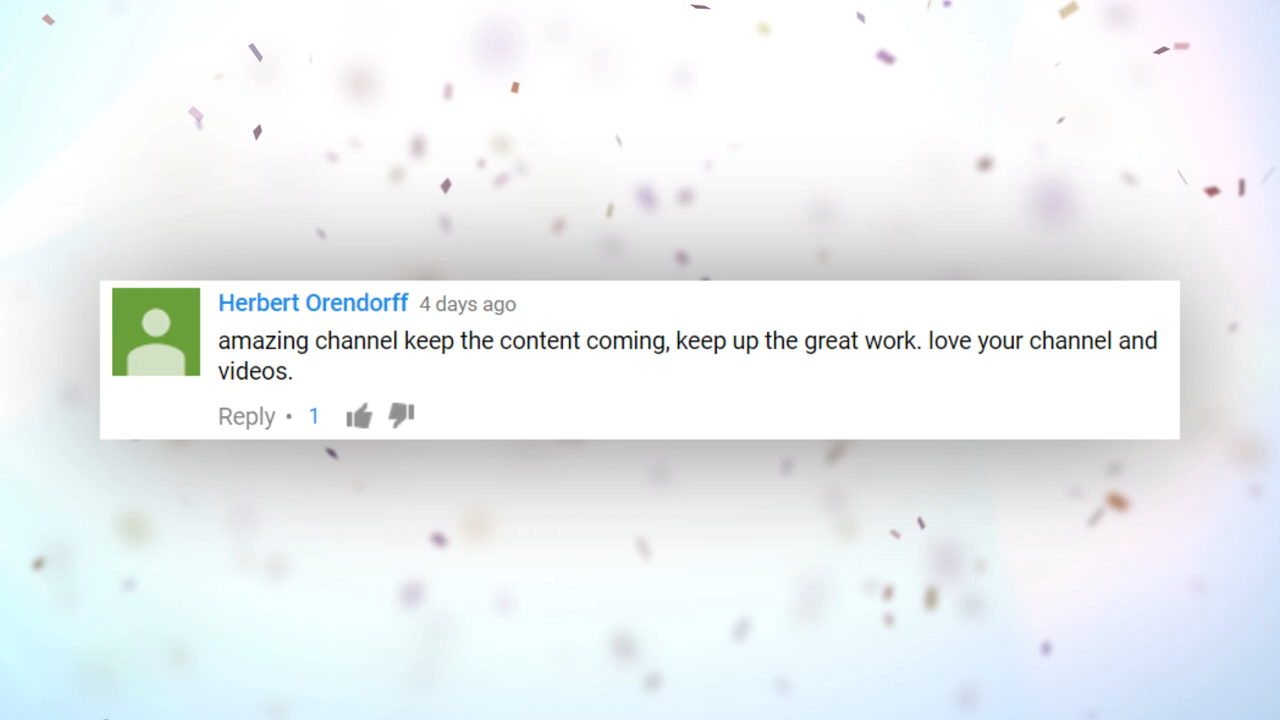 Herbert Orendorff 4 days ago
amazing channel keep the content coming, keep up the great work. love your channel and
videos.
Reply • 1